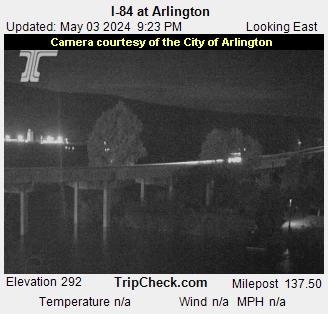 I-84 at Arlington
Updated: May 03 2024 9:23 PM Looking East
Camera courtesy of the City of Arlington
Elevation 292 TripCheck.com Milepost 137.50
Temperature n/a Wind n/a MPH n/a